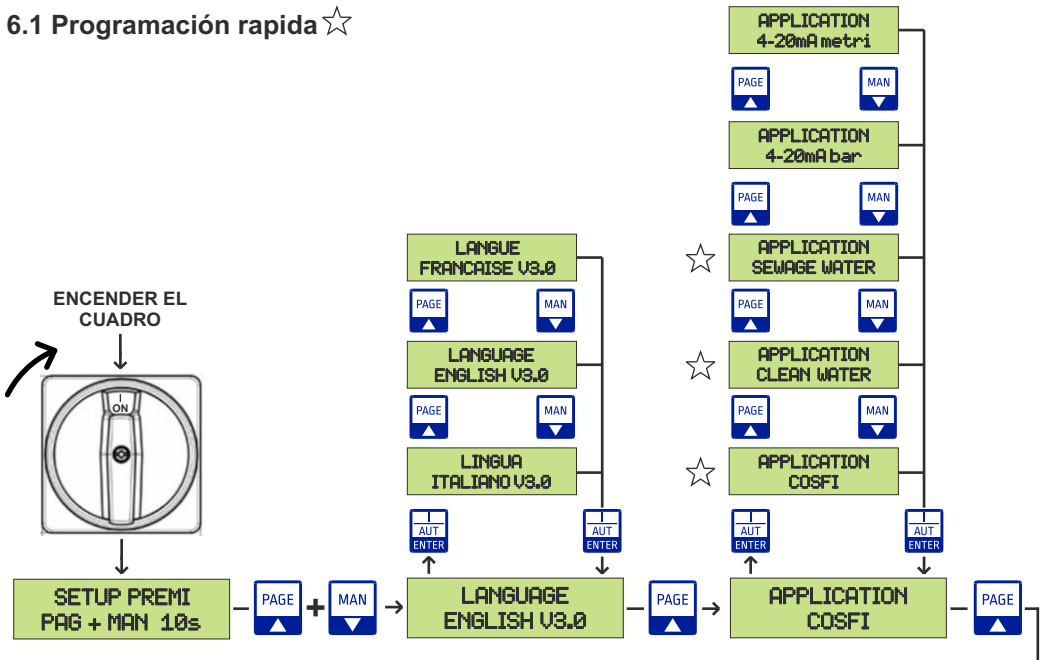 6.1 Programación rapida
APPLICATION
4-20mA metri
PAGE
MAN
APPLICATION
4-20mA bar
PAGE
MAN
LANGUE
FRANCAISE V3.0
APPLICATION
SEWAGE WATER
ENCENDER EL
CUADRO
PAGE
MAN
PAGE
MAN
LANGUAGE
ENGLISH V3.0
APPLICATION
CLEAN WATER
I
ON
PAGE
MAN
PAGE
MAN
LINGUA
ITALIANO V3.0
APPLICATION
COSFI
I
AUT
ENTER
I
AUT
ENTER
I
AUT
ENTER
I
AUT
ENTER
SETUP PREMI
PAG + MAN 10s
PAGE
+
MAN
LANGUAGE
ENGLISH V3.0
PAGE
APPLICATION
COSFI
PAGE